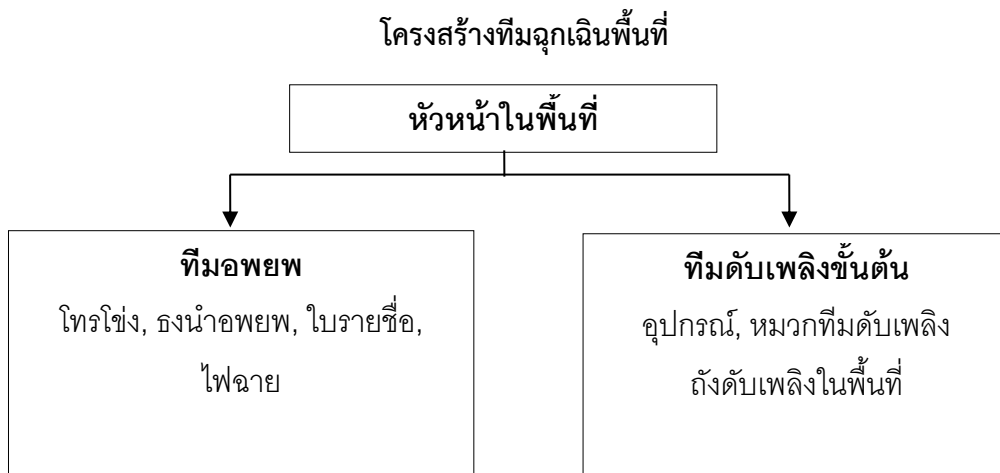 โครงสร้างทีมฉุกเฉินพื้นที่
หัวหน้าในพื้นที่
ทีมอพยพ
โทรโข่ง, ธงนำอพยพ, ใบรายชื่อ,
ไฟฉาย
ทีมดับเพลิงขั้นต้น
อุปกรณ์, หมวกทีมดับเพลิง
ถังดับเพลิงในพื้นที่